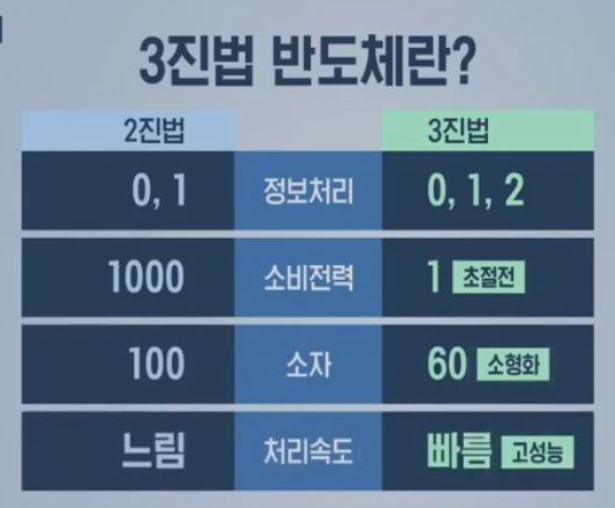 3진법 반도체란?
2진법 3진법
0, 1 정보처리 0, 1, 2
1000 소비전력 1 초절전
100 소자 60 소형화
느림 처리속도 빠름 고성능